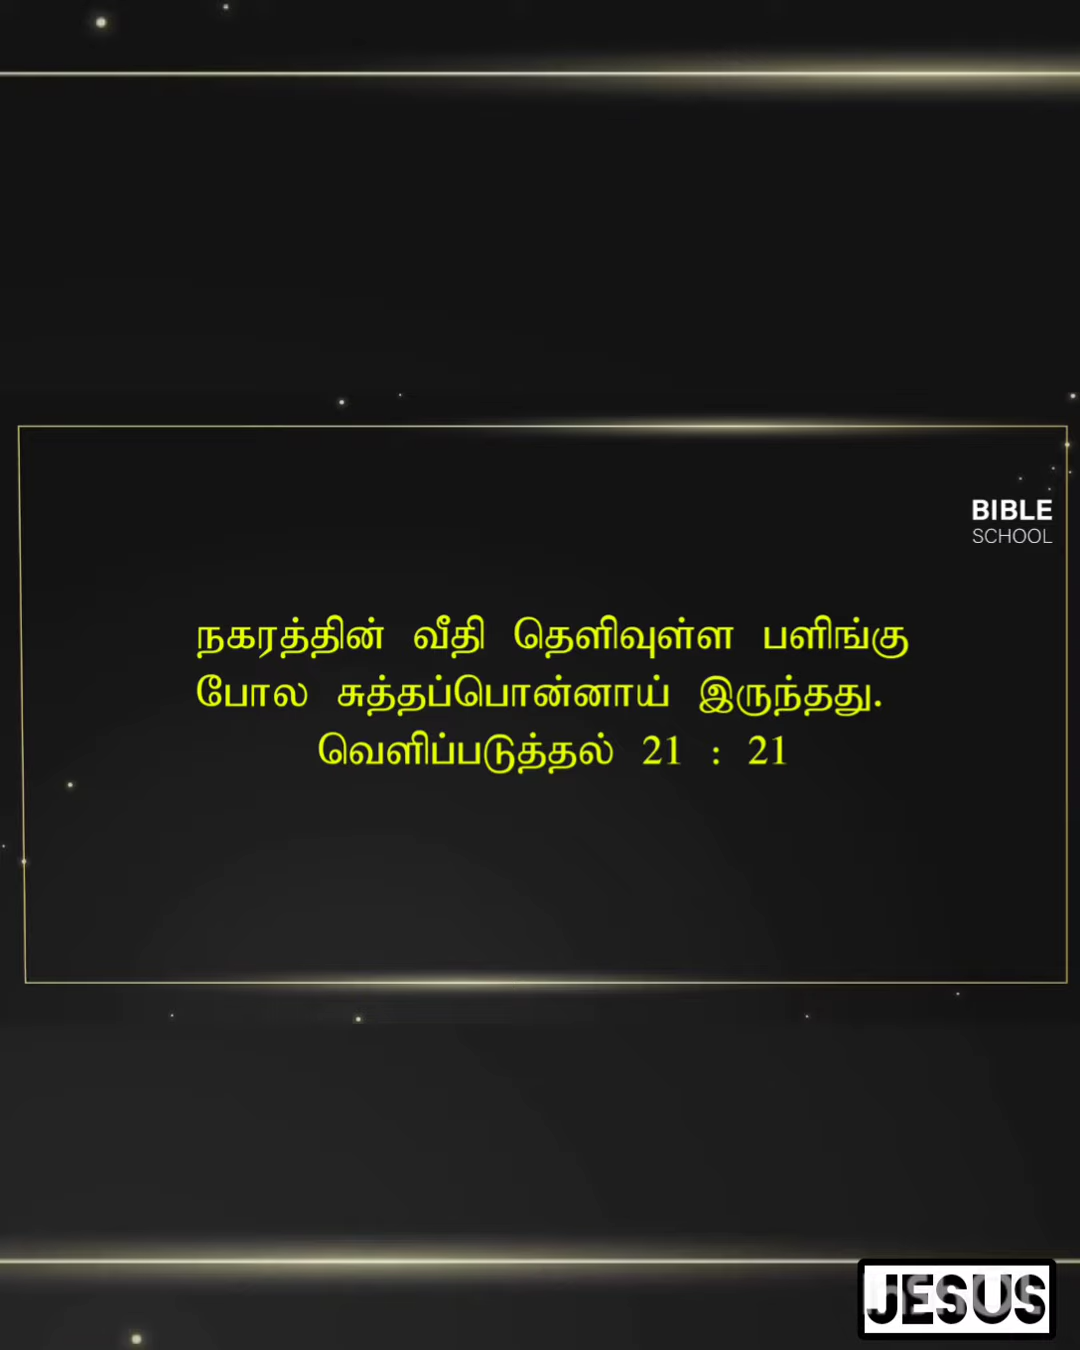 BIBLE
SCHOOL
நகரத்தின் வீதி தெளிவுள்ள பளிங்கு
போல சுத்தப்பொன்னாய் இருந்தது.
வெளிப்படுத்தல் 21 : 21
JESUS